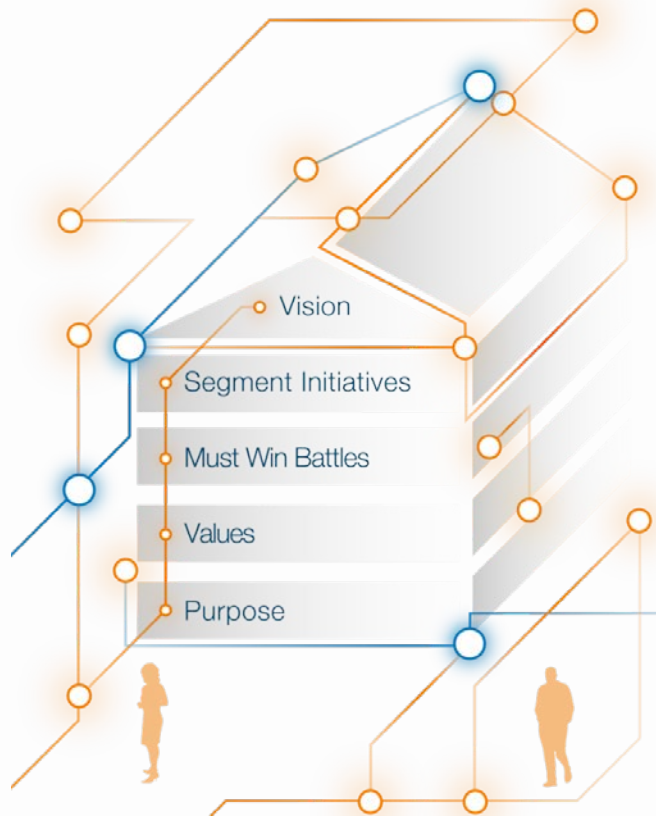 Vision
Segment Initiatives
Must Win Battles
Values
Purpose